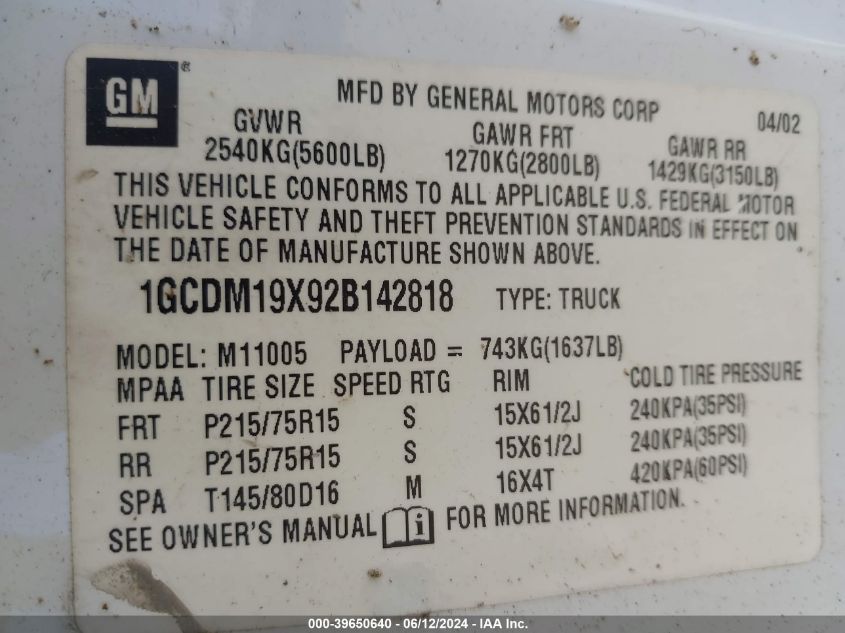 GM ®
MFD BY GENERAL MOTORS CORP 04/02
GVWR GAWR FRT GAWR RR
2540KG(5600LB) 1270KG(2800LB) 1429KG(3150LB)
THIS VEHICLE CONFORMS TO ALL APPLICABLE U.S. FEDERAL MOTOR
VEHICLE SAFETY AND THEFT PREVENTION STANDARDS IN EFFECT ON
THE DATE OF MANUFACTURE SHOWN ABOVE.
1GCDM19X92B142818 TYPE: TRUCK
MODEL: M11005 PAYLOAD = 743KG(1637LB)
MPAA TIRE SIZE SPEED RTG RIM COLD TIRE PRESSURE
FRT P215/75R15 S 15X61/2J 240KPA(35PSI)
RR P215/75R15 S 15X61/2J 240KPA(35PSI)
SPA T145/80D16 M 16X4T 420KPA(60PSI)
SEE OWNER'S MANUAL i FOR MORE INFORMATION.
000-39650640 - 06/12/2024 - IAA Inc.